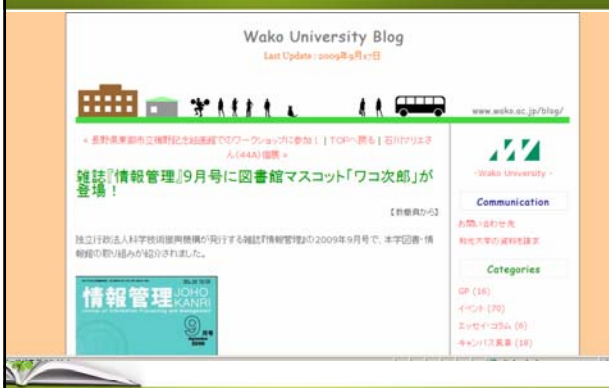 Wako University Blog
Last Update : 2009年9月17日
www.wako.ac.jp/blog/
« 長野県東御市立梅野記念絵画館でのワークショップに参加! | TOPへ戻る | 石川マリエさ
ん(44A)個展 »
雑誌『情報管理』9月号に図書館マスコット「ワコ次郎」が
登場!
【教職員から】
独立行政法人科学技術振興機構が発行する雑誌『情報管理』の2009年9月号で、本学図書・情
報館の取り組みが紹介されました。
情報管理 JOHO
KANRI
Journal of Information Processing and Management
9月号
- Wako University -
Communication
お問い合わせ先
和光大学の資料を請求
Categories
GP (16)
イベント (70)
エッセイ・コラム (6)
キャンパス風景 (18)